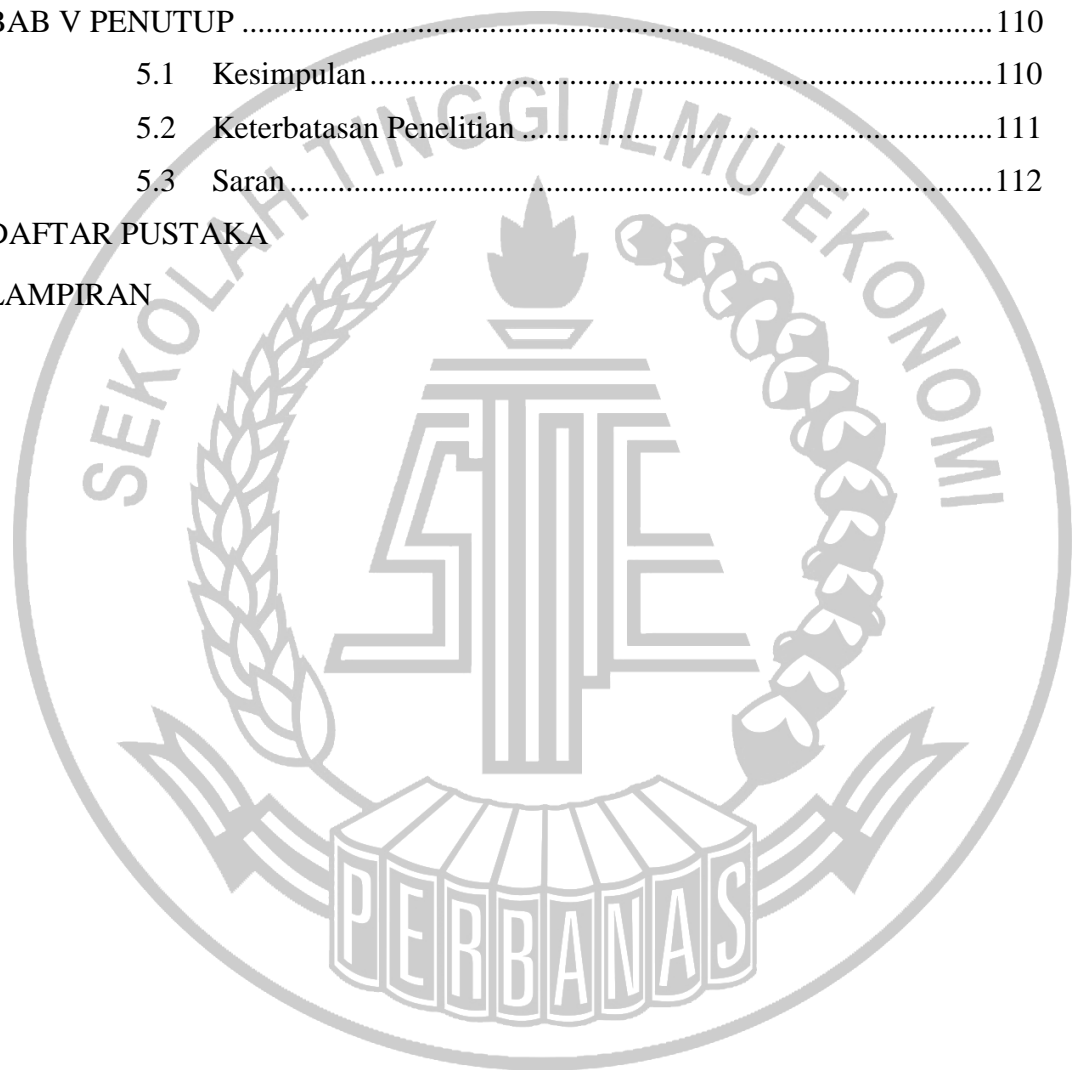 BAB V PENUTUP ........................................................................................... 110
5.1 Kesimpulan ........................................................................... 110
5.2 Keterbatasan Penelitian ......................................................... 111
5.3 Saran ..................................................................................... 112
DAFTAR PUSTAKA
LAMPIRAN
SEKOLAH TINGGI ILMU EKONOMI
STIE
PERBANAS